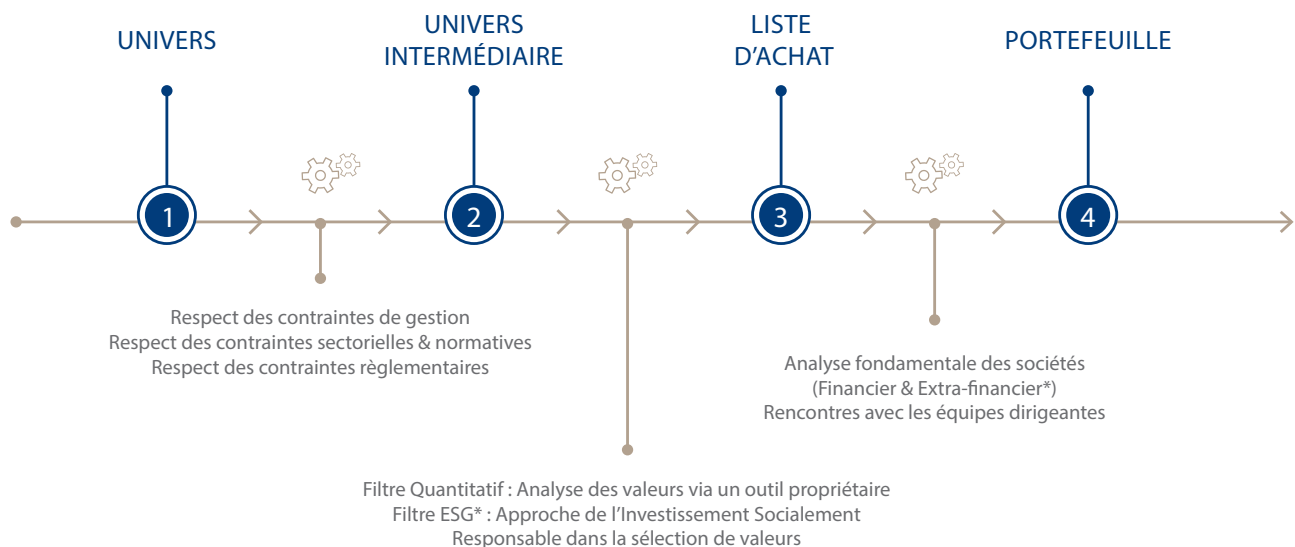 UNIVERS
UNIVERS
INTERMÉDIAIRE
LISTE
D'ACHAT
PORTEFEUILLE
1
2
3
4
Respect des contraintes de gestion
Respect des contraintes sectorielles & normatives
Respect des contraintes règlementaires
Analyse fondamentale des sociétés
(Financier & Extra-financier*)
Rencontres avec les équipes dirigeantes
Filtre Quantitatif : Analyse des valeurs via un outil propriétaire
Filtre ESG* : Approche de l'Investissement Socialement
Responsable dans la sélection de valeurs